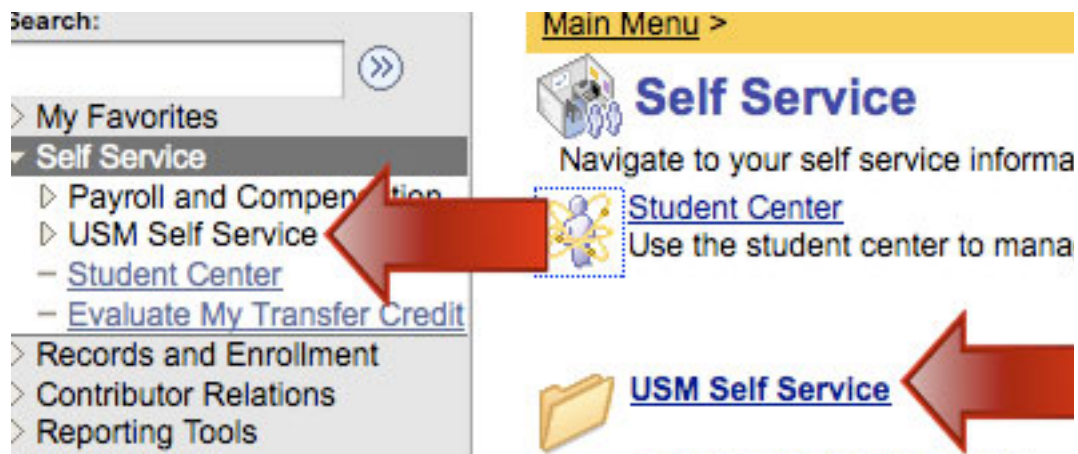 Search:
My Favorites
Self Service
Payroll and Compen
USM Self Service
Student Center
Evaluate My Transfer Credit
Records and Enrollment
Contributor Relations
Reporting Tools
Main Menu >
Self Service
Navigate to your self service informa
Student Center
Use the student center to mana
USM Self Service